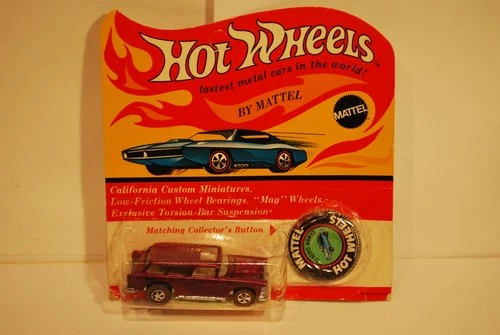 HOT WHEELS
TM
fastest metal cars in the world!
BY MATTEL
MATTEL
California Custom Miniatures.
Low-Friction Wheel Bearings. "Mag" Wheels.
Exclusive Torsion-Bar Suspension
Matching Collector's Button
MATTEL
HOT WHEELS